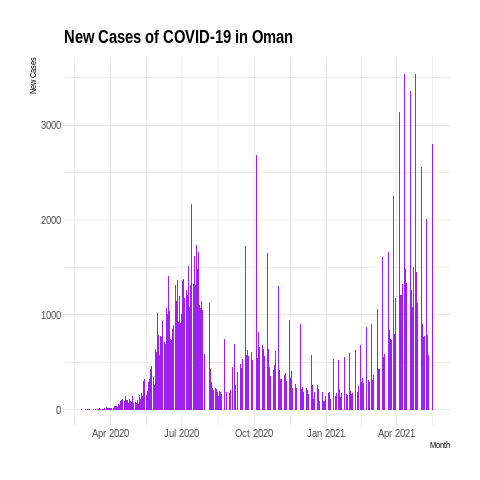 New Cases of COVID-19 in Oman
New Cases
3000
2000
1000
0
Apr 2020 Jul 2020 Oct 2020 Jan 2021 Apr 2021
Month